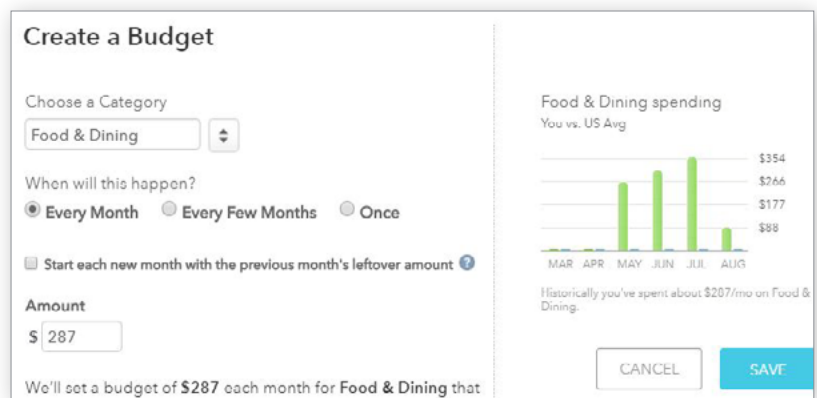 Create a Budget
Choose a Category
Food & Dining
When will this happen?
Every Month Every Few Months Once
Start each new month with the previous month's leftover amount ?
Amount
$ 287
We'll set a budget of $287 each month for Food & Dining that
Food & Dining spending
You vs. US Avg
$354
$266
$177
$88
MAR APR MAY JUN JUL AUG
Historically you've spent about $287/mo on Food &
Dining.
CANCEL SAVE